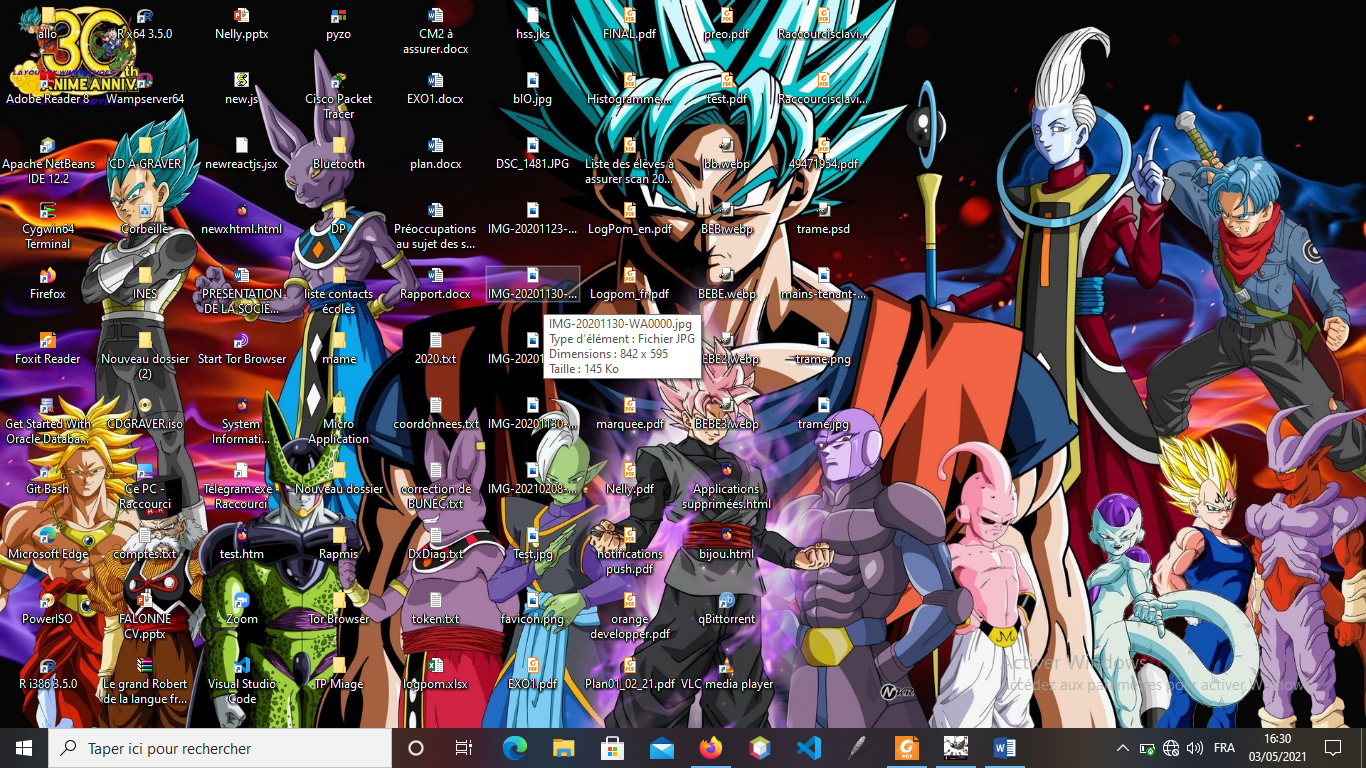 allo
R x64 3.5.0
Nelly.pptx
pyzo
CM2 à
assurer.docx
hss.jks
FINAL.pdf
preo.pdf
Raccourcisclavi...
30
th
ANIME ANNIV.
Adobe Reader 8
Wampserver64
new.js
Cisco Packet
Tracer
EXO1.docx
bIO.jpg
Histogramme,...
test.pdf
Raccourcisclavi...
Apache NetBeans
IDE 12.2
CD A GRAVER
newreactjs.jsx
Bluetooth
plan.docx
DSC_1481.JPG
Liste des élèves à
assurer scan 20...
bb.webp
49471954.pdf
Cygwin64
Terminal
Corbeille
newxhtml.html
DP
Préoccupations
au sujet des s...
IMG-20201123-...
LogPom_en.pdf
BEB.webp
trame.psd
Firefox
INES
PRESENTATION
DE LA SOCIE...
liste contacts
écoles
Rapport.docx
IMG-20201130-...
Logpom_fr.pdf
BEBE.webp
mains-tenant-...
IMG-20201130-WA0000.jpg
Type d'élément : Fichier JPG
Dimensions : 842 x 595
Taille : 145 Ko
Foxit Reader
Nouveau dossier
(2)
Start Tor Browser
mame
2020.txt
IMG-2020
BEBE2.webp
trame.png
Get Started With
Oracle Databa...
CDGRAVER.iso
System
Informati...
Micro
Application
coordonnees.txt
IMG-20201130-...
marquee.pdf
BEBE3.webp
trame.jpg
Git Bash
Ce PC -
Raccourci
Telegram.exe
- Raccourci
Nouveau dossier
correction de
BUNEC.txt
IMG-20210208-...
Nelly.pdf
Applications
supprimées.html
Microsoft Edge
comptes.txt
test.htm
Rapmis
DxDiag.txt
Test.jpg
notifications
push.pdf
bijou.html
PowerISO
FALONNE
CV.pptx
Zoom
Tor Browser
token.txt
favicon.png
orange
developper.pdf
qBittorrent
R i386 3.5.0
Le grand Robert
de la langue fr...
Visual Studio
Code
TP Miage
logpom.xlsx
EXO1.pdf
Plan01_02_21.pdf
VLC media player
Activer Windows
Accédez aux paramètres pour activer Windows.
Taper ici pour rechercher
FRA
16:30
03/05/2021